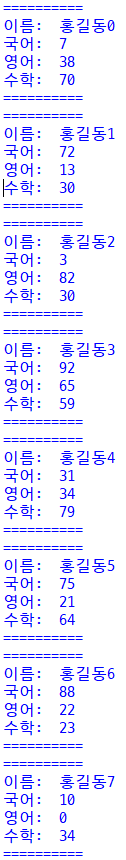 ==========
이름:  홍길동0
국어:  7
영어:  38
수학:  70
==========
==========
이름:  홍길동1
국어:  72
영어:  13
수학:  30
==========
==========
이름:  홍길동2
국어:  3
영어:  82
수학:  30
==========
==========
이름:  홍길동3
국어:  92
영어:  65
수학:  59
==========
==========
이름:  홍길동4
국어:  31
영어:  34
수학:  79
==========
==========
이름:  홍길동5
국어:  75
영어:  21
수학:  64
==========
==========
이름:  홍길동6
국어:  88
영어:  22
수학:  23
==========
==========
이름:  홍길동7
국어:  10
영어:  0
수학:  34
==========